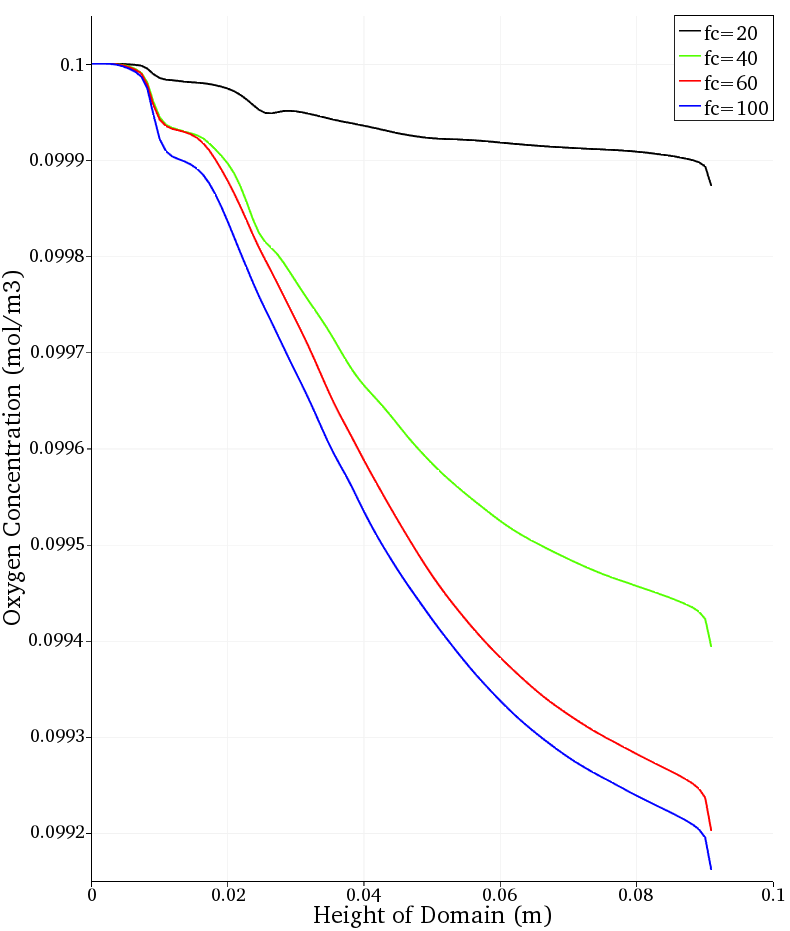 fc=20
fc=40
fc=60
fc=100
0.1
0.0999
0.0998
0.0997
0.0996
0.0995
0.0994
0.0993
0.0992
Oxygen Concentration (mol/m3)
0 0.02 0.04 0.06 0.08 0.1
Height of Domain (m)